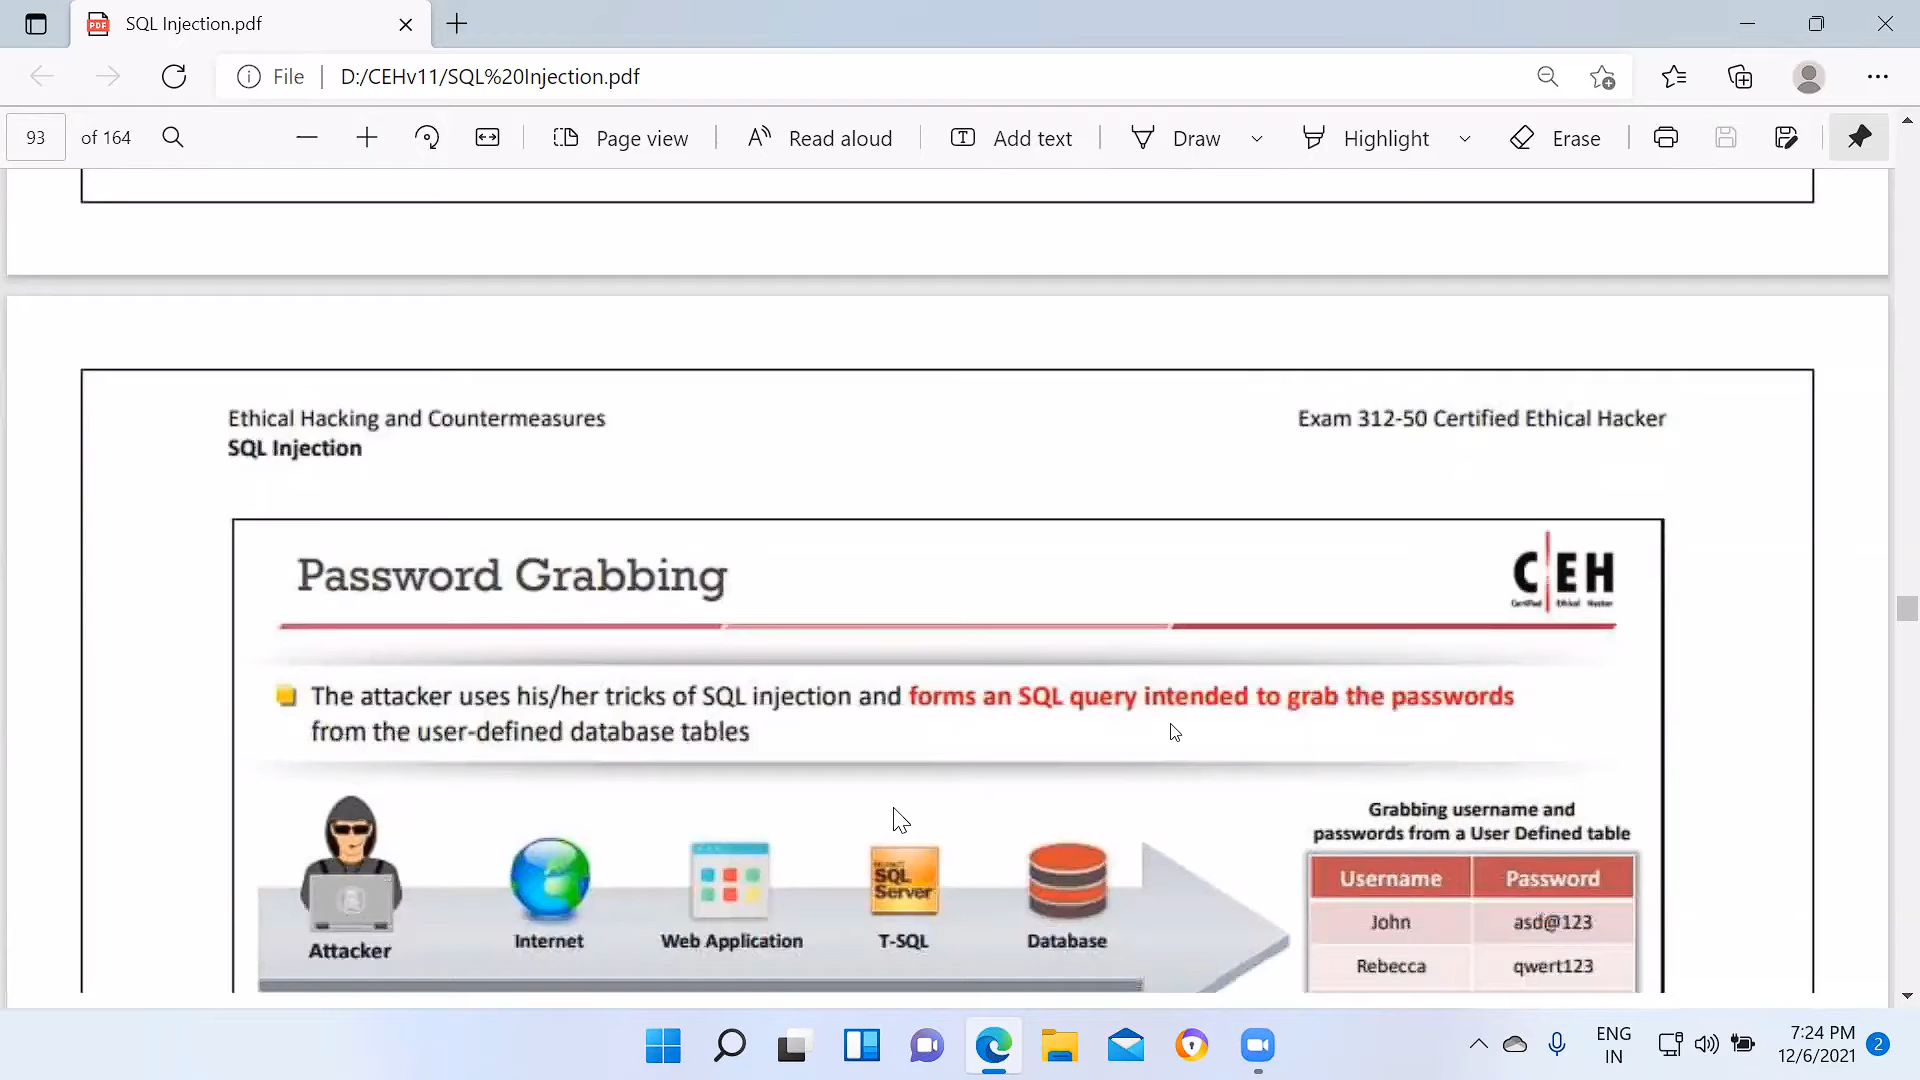 SQL Injection.pdf
File
D:/CEHv11/SQL%20Injection.pdf
93 of 164
Page view
Read aloud
Add text
Draw
Highlight
Erase
Ethical Hacking and Countermeasures
Exam 312-50 Certified Ethical Hacker
SQL Injection
Password Grabbing
C|EH
Certified Ethical Hacker
The attacker uses his/her tricks of SQL injection and forms an SQL query intended to grab the passwords
from the user-defined database tables
Grabbing username and
passwords from a User Defined table
SQL
Server
Username Password
John asd@123
Rebecca qwert123
Attacker
Internet
Web Application
T-SQL
Database
ENG
IN
7:24 PM
12/6/2021
2